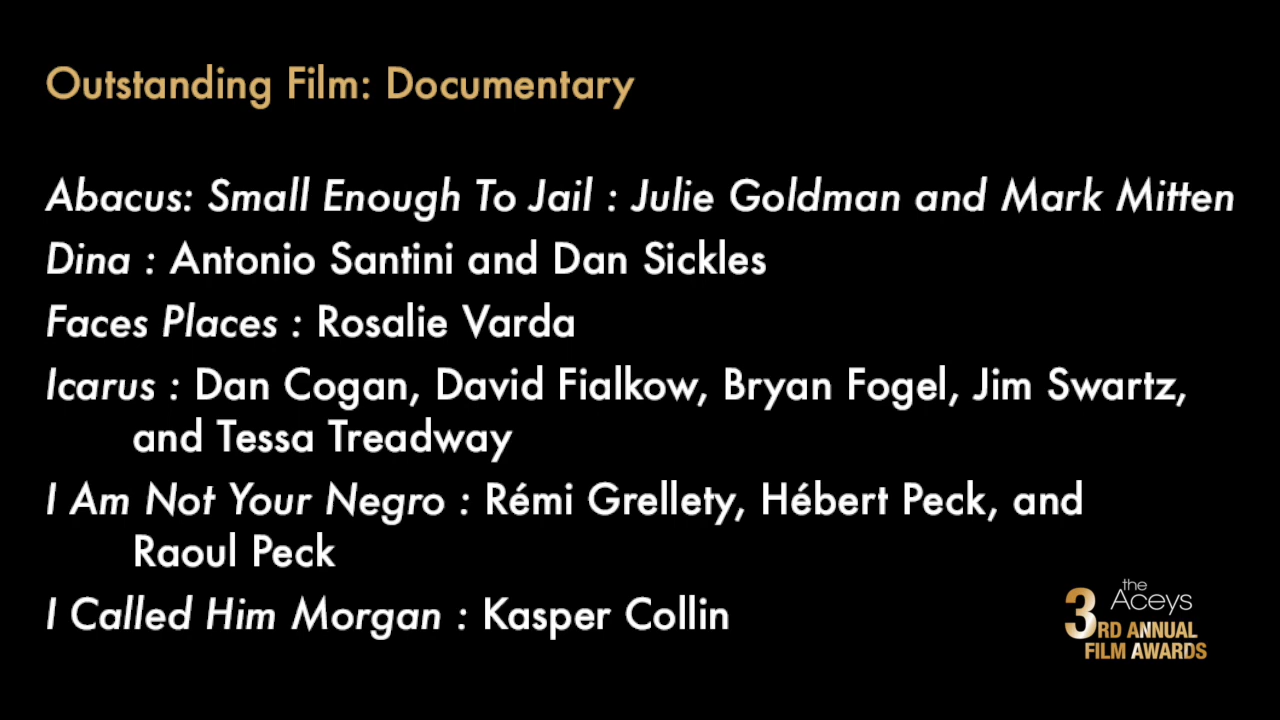 Outstanding Film: Documentary
Abacus: Small Enough To Jail : Julie Goldman and Mark Mitten
Dina : Antonio Santini and Dan Sickles
Faces Places : Rosalie Varda
Icarus : Dan Cogan, David Fialkow, Bryan Fogel, Jim Swartz,
and Tessa Treadway
I Am Not Your Negro : Rémi Grellety, Hébert Peck, and
Raoul Peck
I Called Him Morgan : Kasper Collin
the
Aceys
3RD ANNUAL
FILM AWARDS